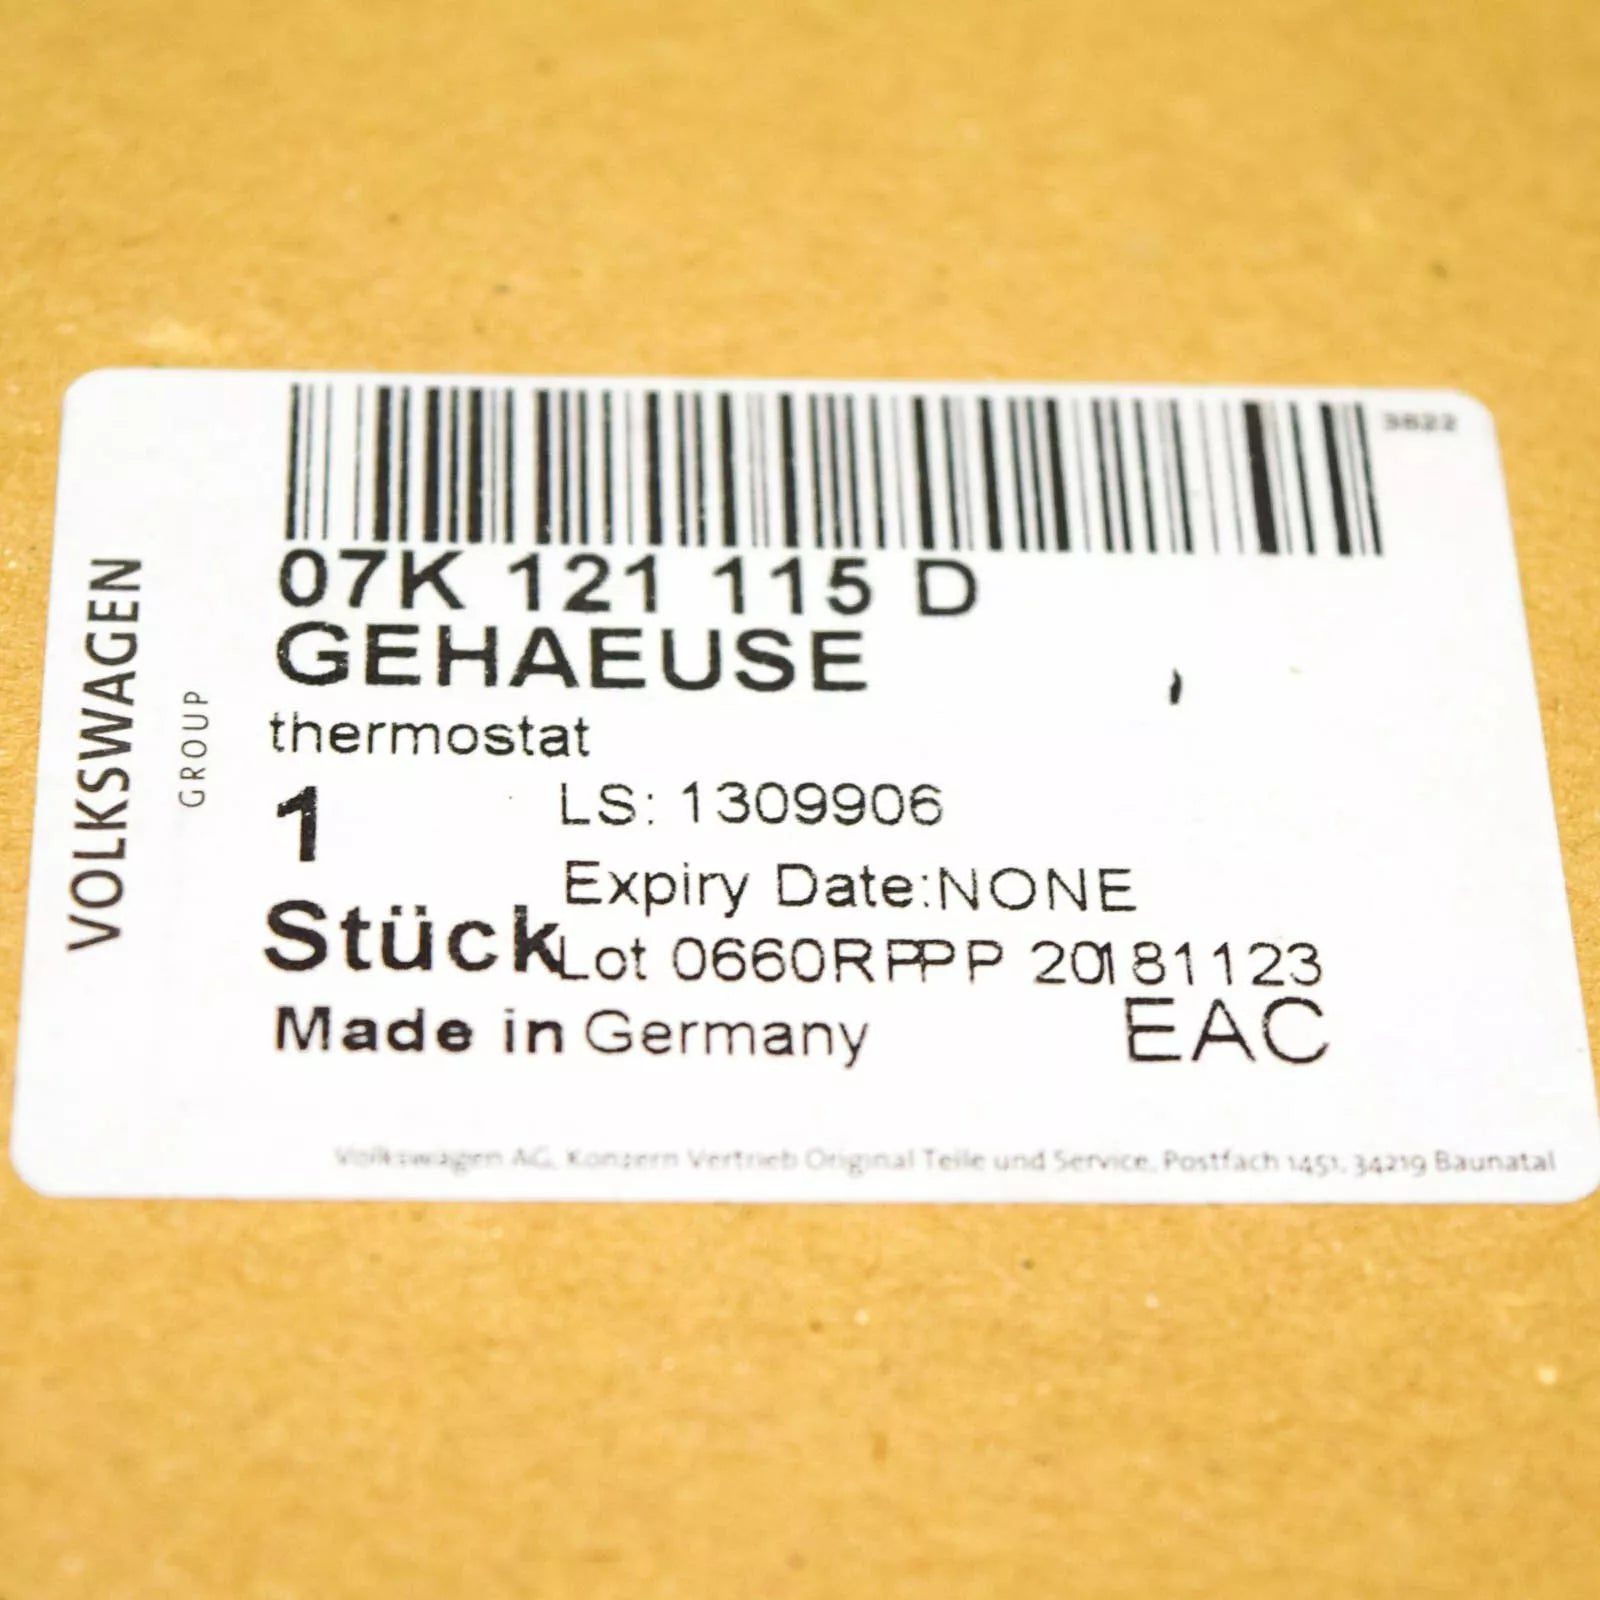 3822
07K 121 115 D
GEHAEUSE
thermostat
1
LS: 1309906
Expiry Date:NONE
Stück
Lot 0660RPPP 20181123
Made in Germany
EAC
VOLKSWAGEN
GROUP
Volkswagen AG, Konzern Vertrieb Original Teile und Service, Postfach 1451, 34219 Baunatal